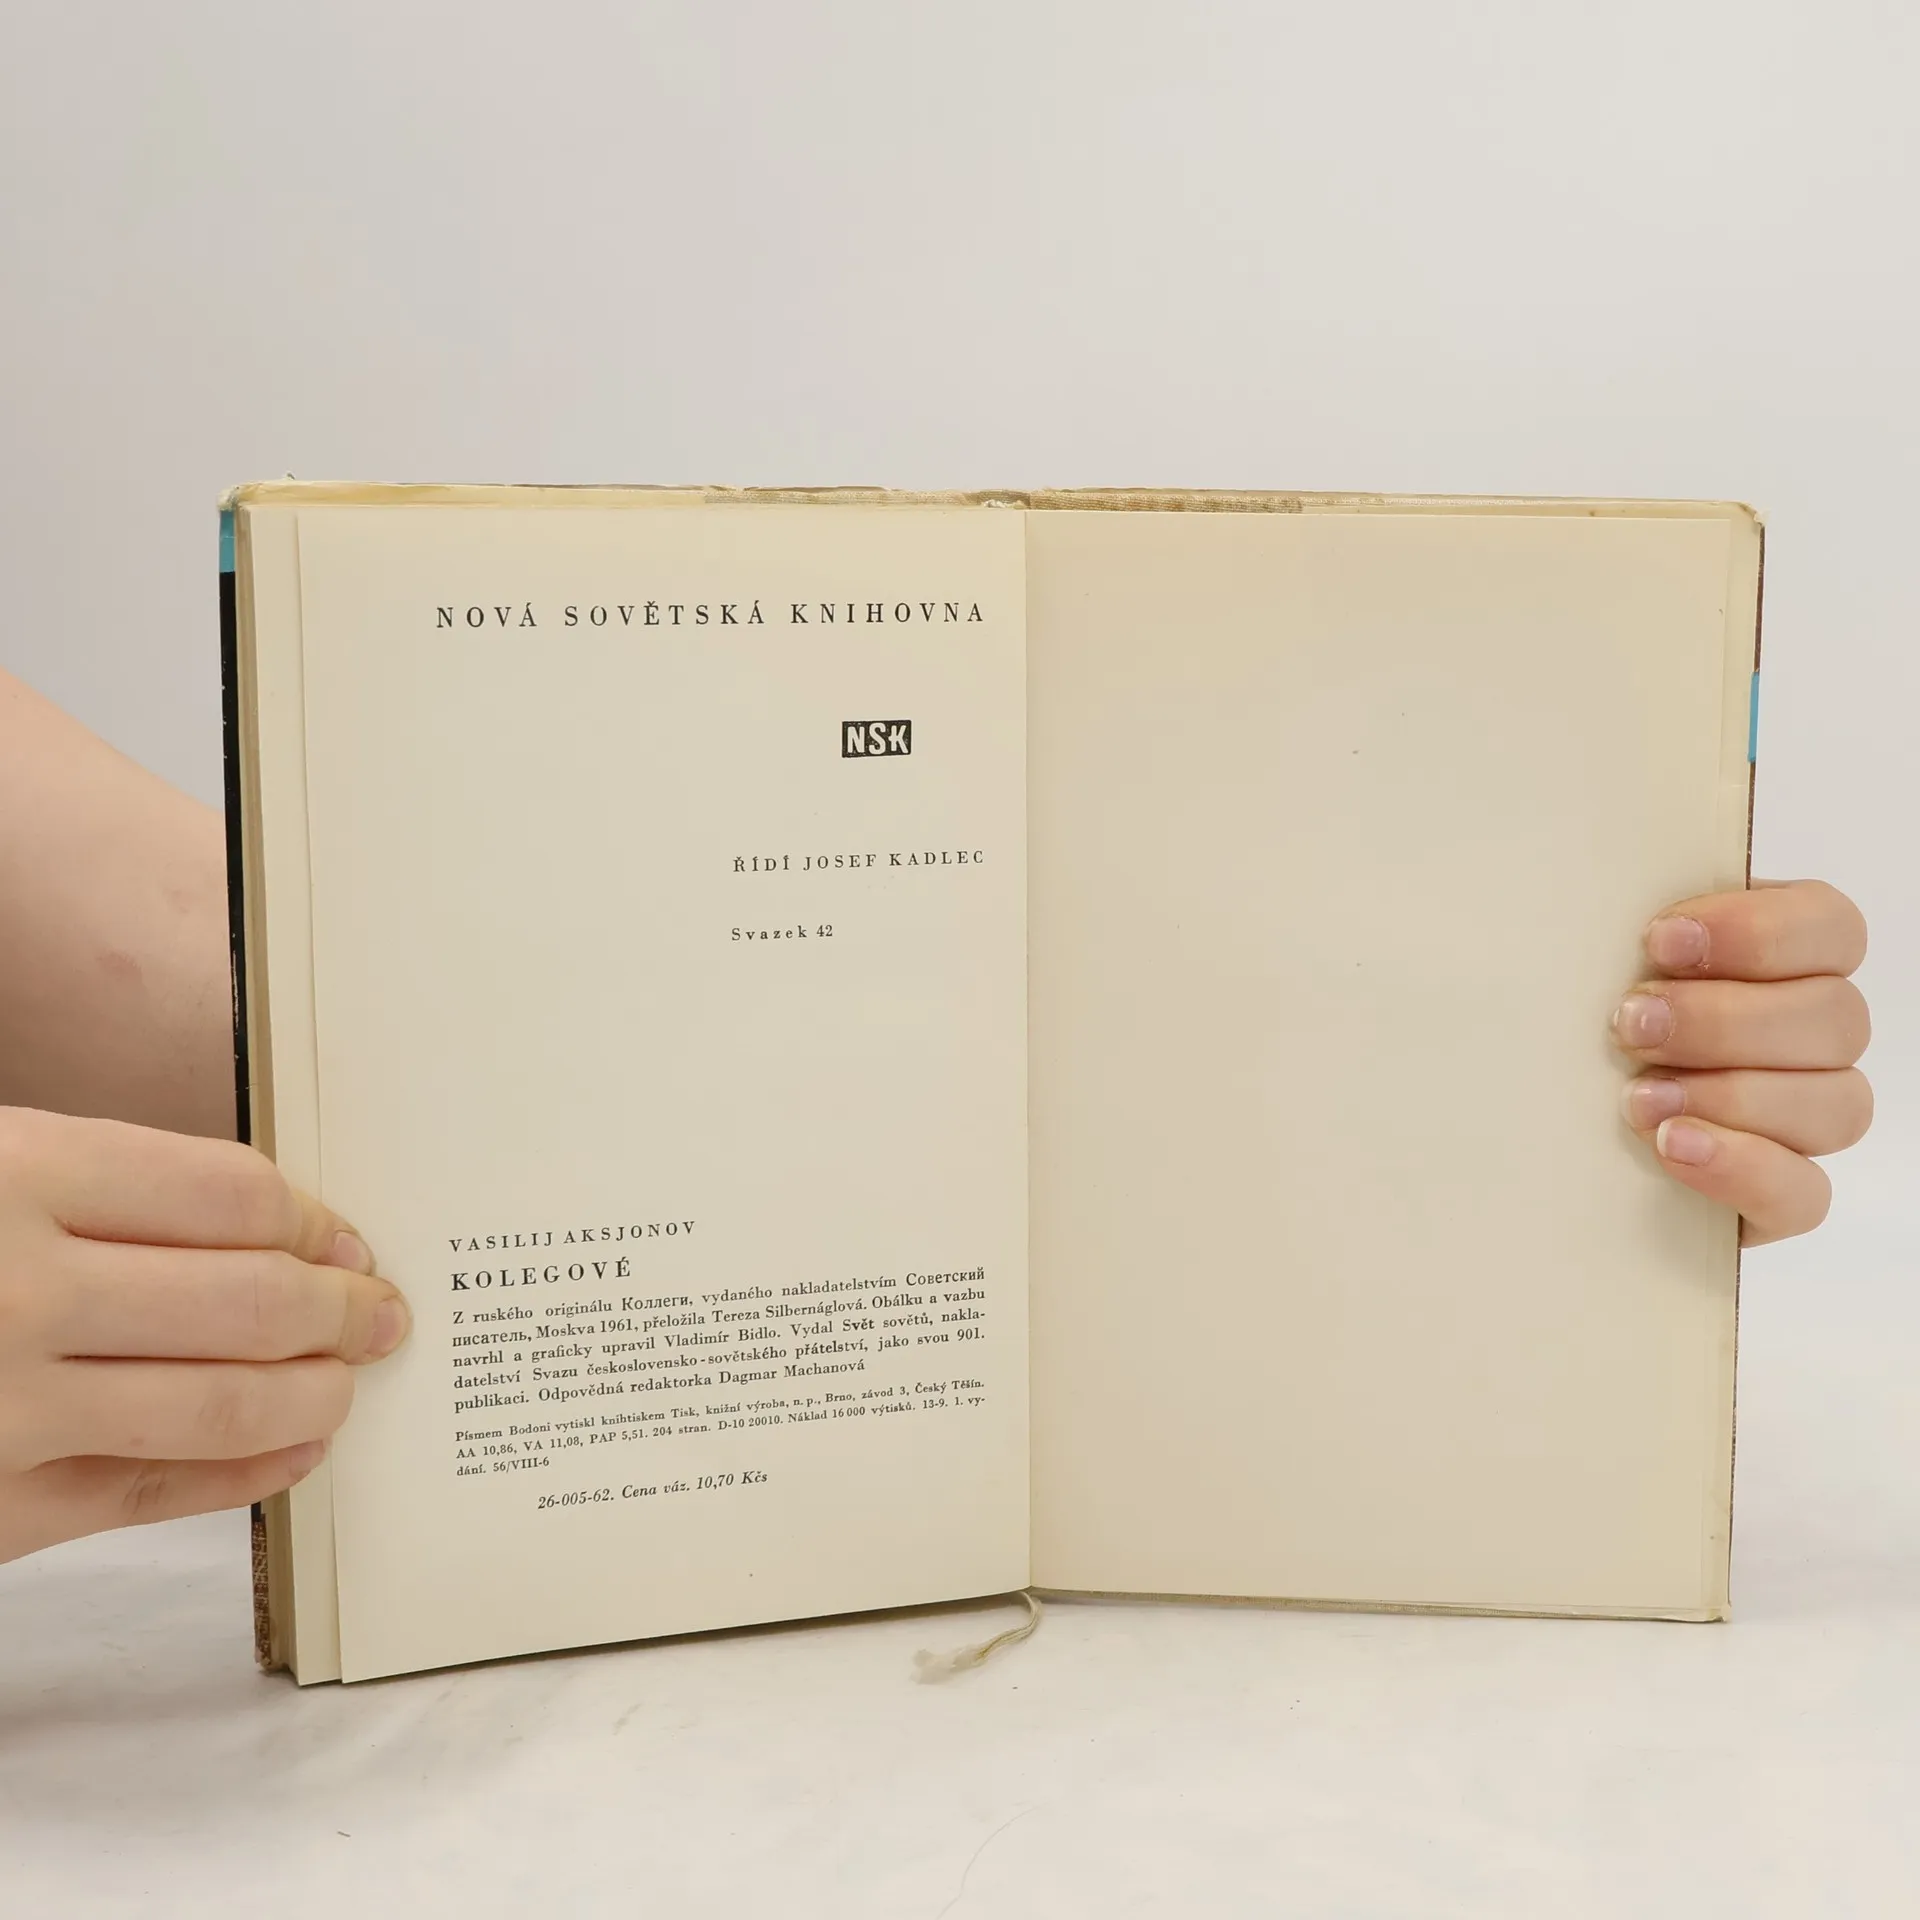 NOVÁ SOVĚTSKÁ KNIHOVNA
NSK
ŘÍDÍ JOSEF KADLEC
Svazek 42
VASILIJ AKSJONOV
KOLEGOVÉ
Z ruského originálu Коллеги, vydaného nakladatelstvím Советский
писатель, Moskva 1961, přeložila Tereza Silbernáglová. Obálku a vazbu
navrhl a graficky upravil Vladimír Bidlo. Vydal Svět sovětů, nakla-
datelství Svazu československo-sovětského přátelství, jako svou 901.
publikaci. Odpovědná redaktorka Dagmar Machanová
Písmem Bodoni vytiskl knihtiskem Tisk, knižní výroba, n. p., Brno, závod 3, Český Těšín.
AA 10,86, VA 11,08, PAP 5,51. 204 stran. D-10 20010. Náklad 16 000 výtisků. 13-9. 1. vy-
dání. 56/VIII-6
26-005-62. Cena váz. 10,70 Kčs